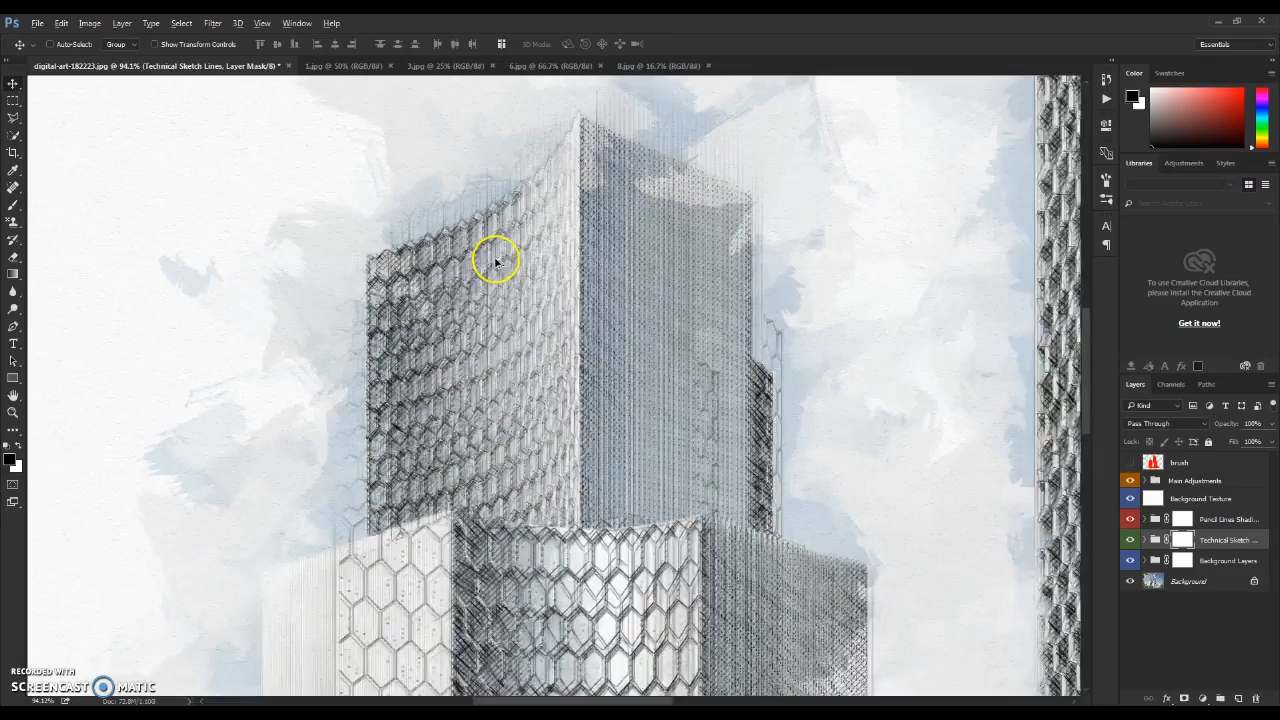 Ps File Edit Image Layer Type Select Filter 3D View Window Help
Auto-Select: Group Show Transform Controls 3D Mode: Essentials
digital-art-182223.jpg @ 94.1% (Technical Sketch Lines, Layer Mask/8) * × 1.jpg @ 50% (RGB/8#) × 3.jpg @ 25% (RGB/8#) × 6.jpg @ 66.7% (RGB/8#) × 8.jpg @ 16.7% (RGB/8#) ×
Color Swatches
Libraries Adjustments Styles
Search Adobe Stock
To use Creative Cloud Libraries,
please install the Creative Cloud
Application
Get it now!
Layers Channels Paths
Kind
Pass Through Opacity: 100%
Lock: Fill: 100%
brush
Main Adjustments
Background Texture
Pencil Lines Shadi...
Technical Sketch ...
Background Layers
Background
RECORDED WITH
SCREENCAST MATIC
94.12% Doc: 72.8M/1.10G